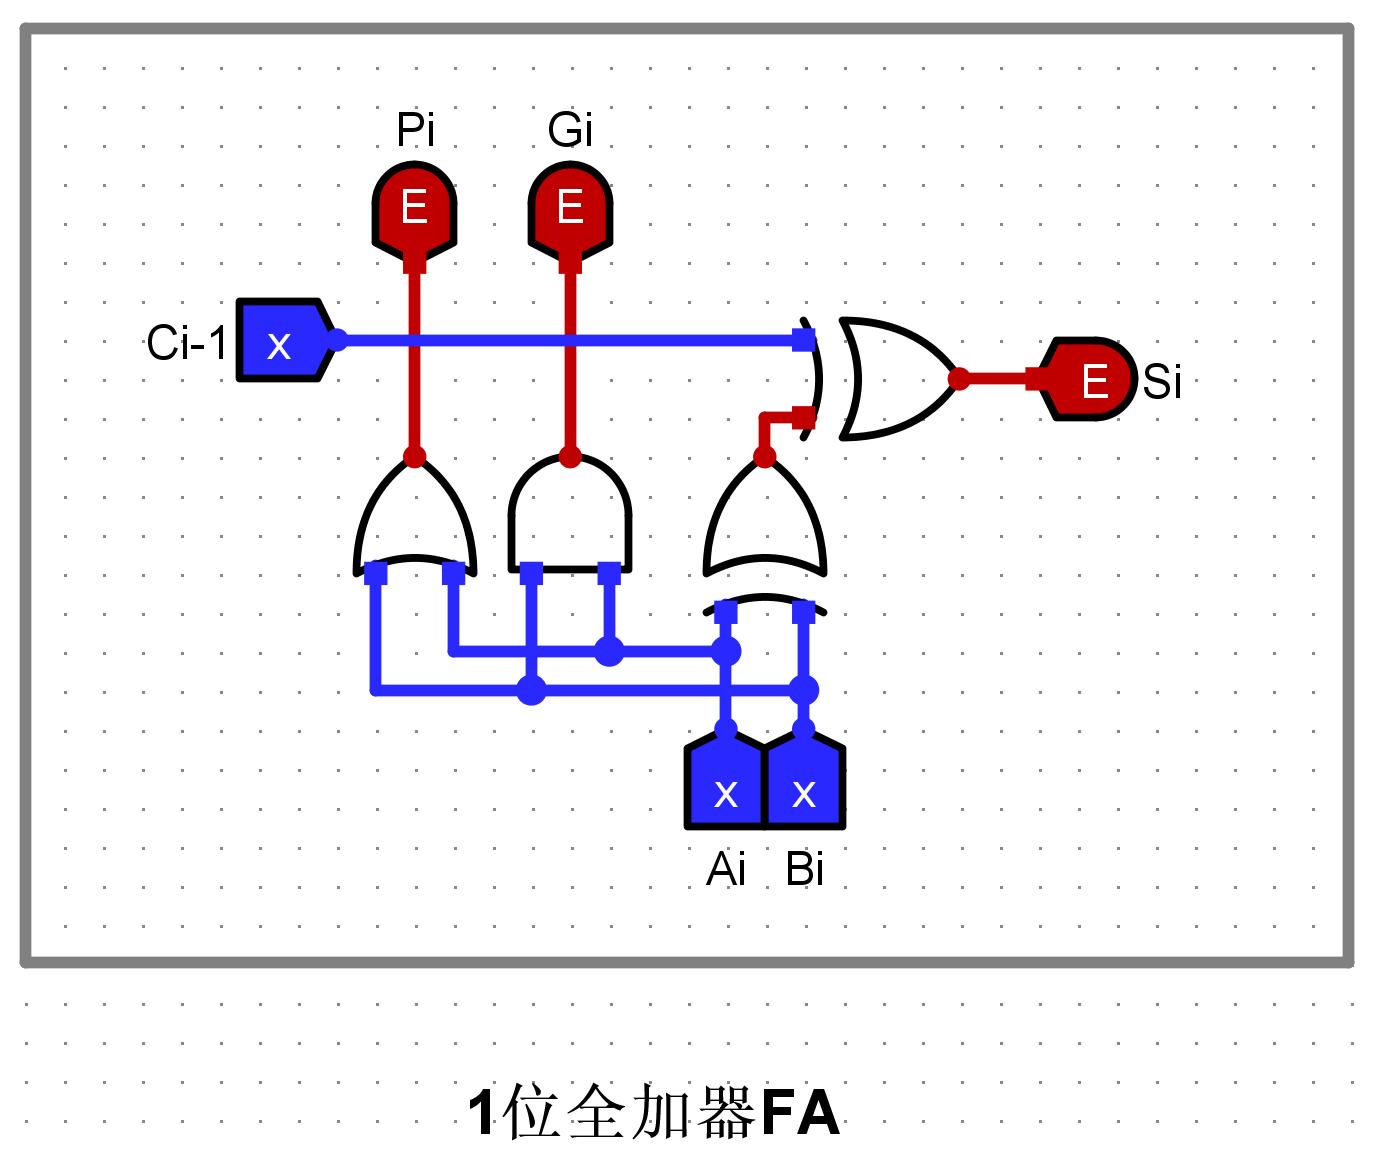 Pi Gi
E E
Ci-1 x
E Si
x x
Ai Bi
1位全加器FA